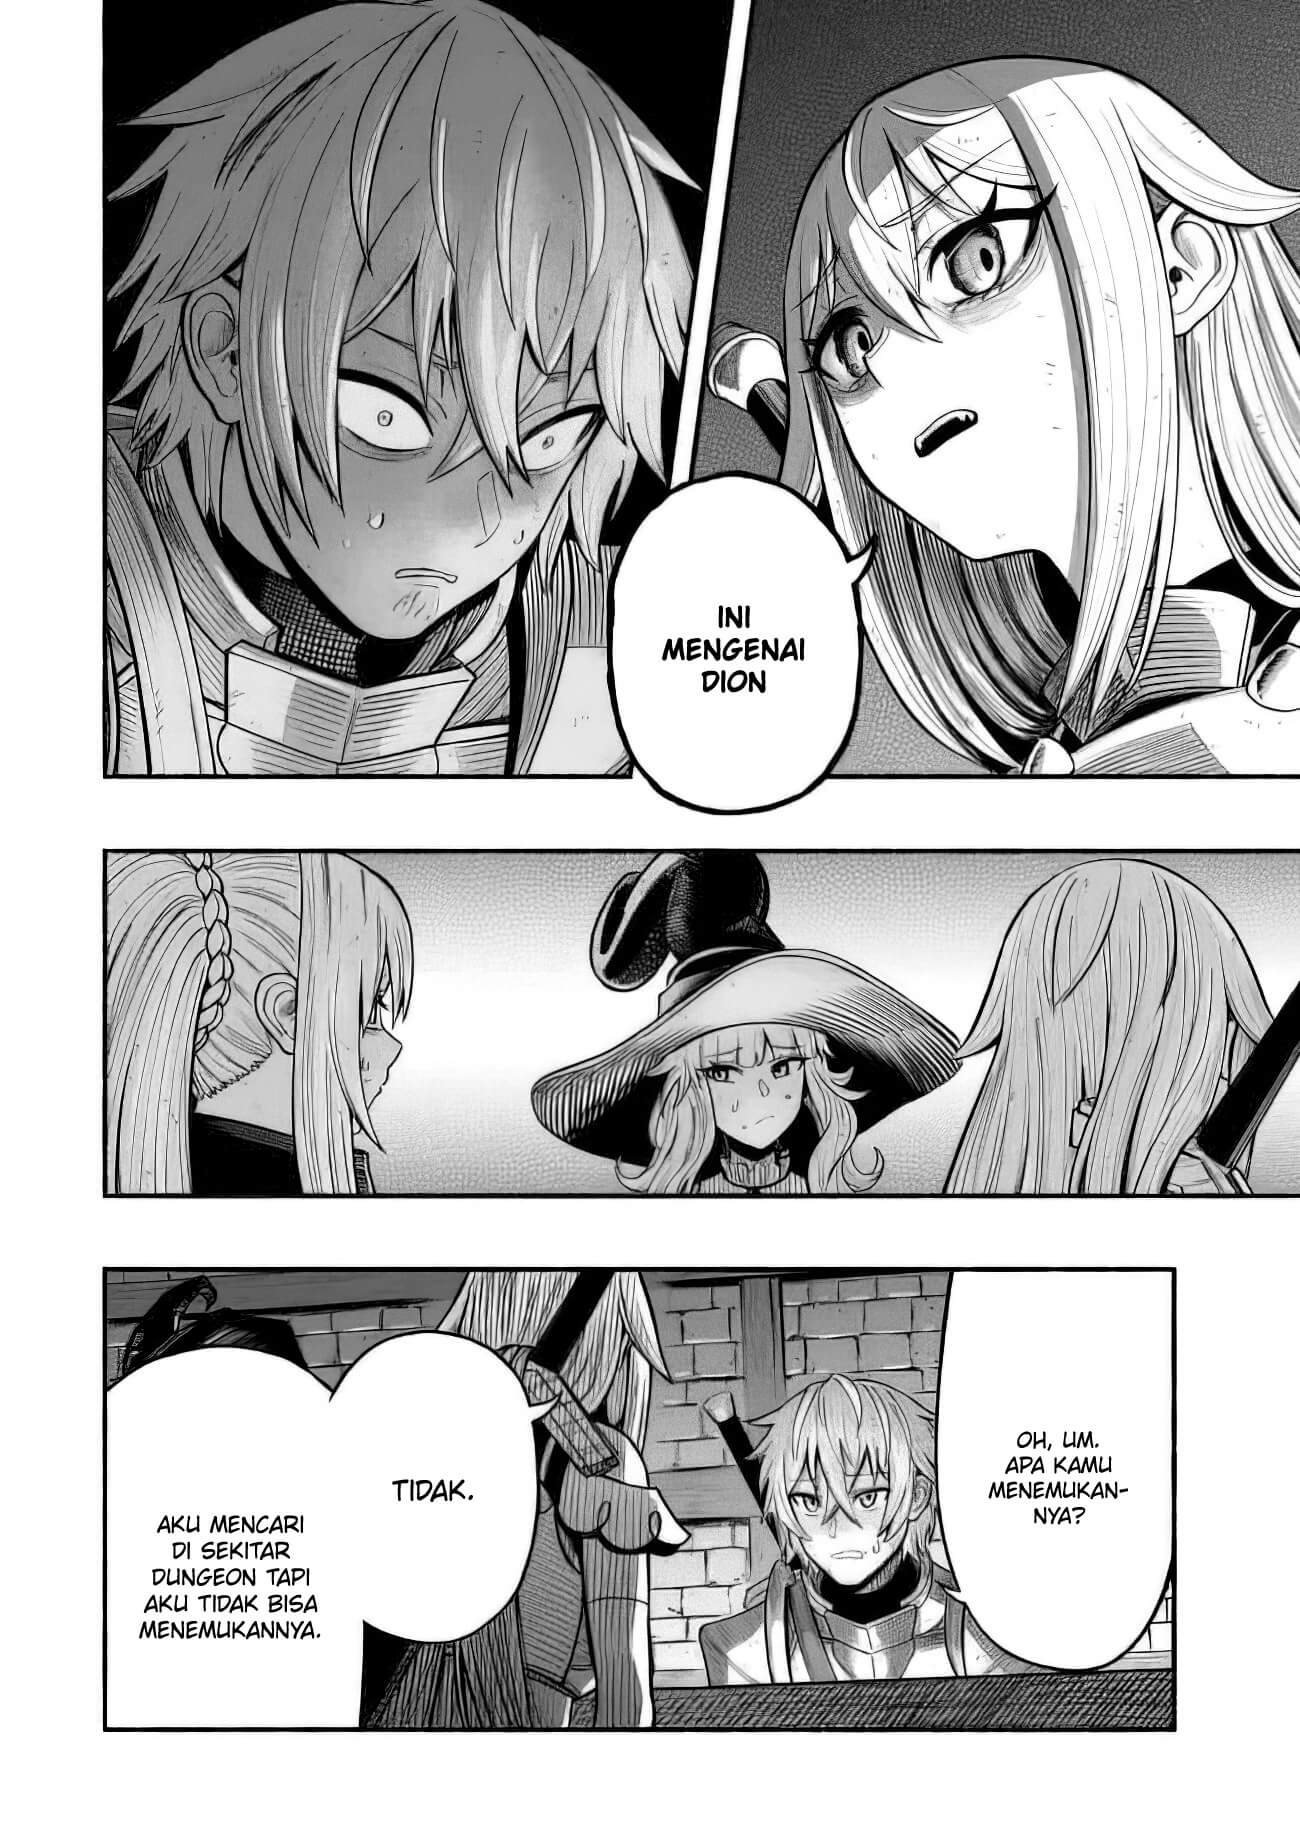 INI
MENGENAI
DION
OH, UM.
APA KAMU
MENEMUKAN-
NYA?
TIDAK.
AKU MENCARI
DI SEKITAR
DUNGEON TAPI
AKU TIDAK BISA
MENEMUKANNYA.